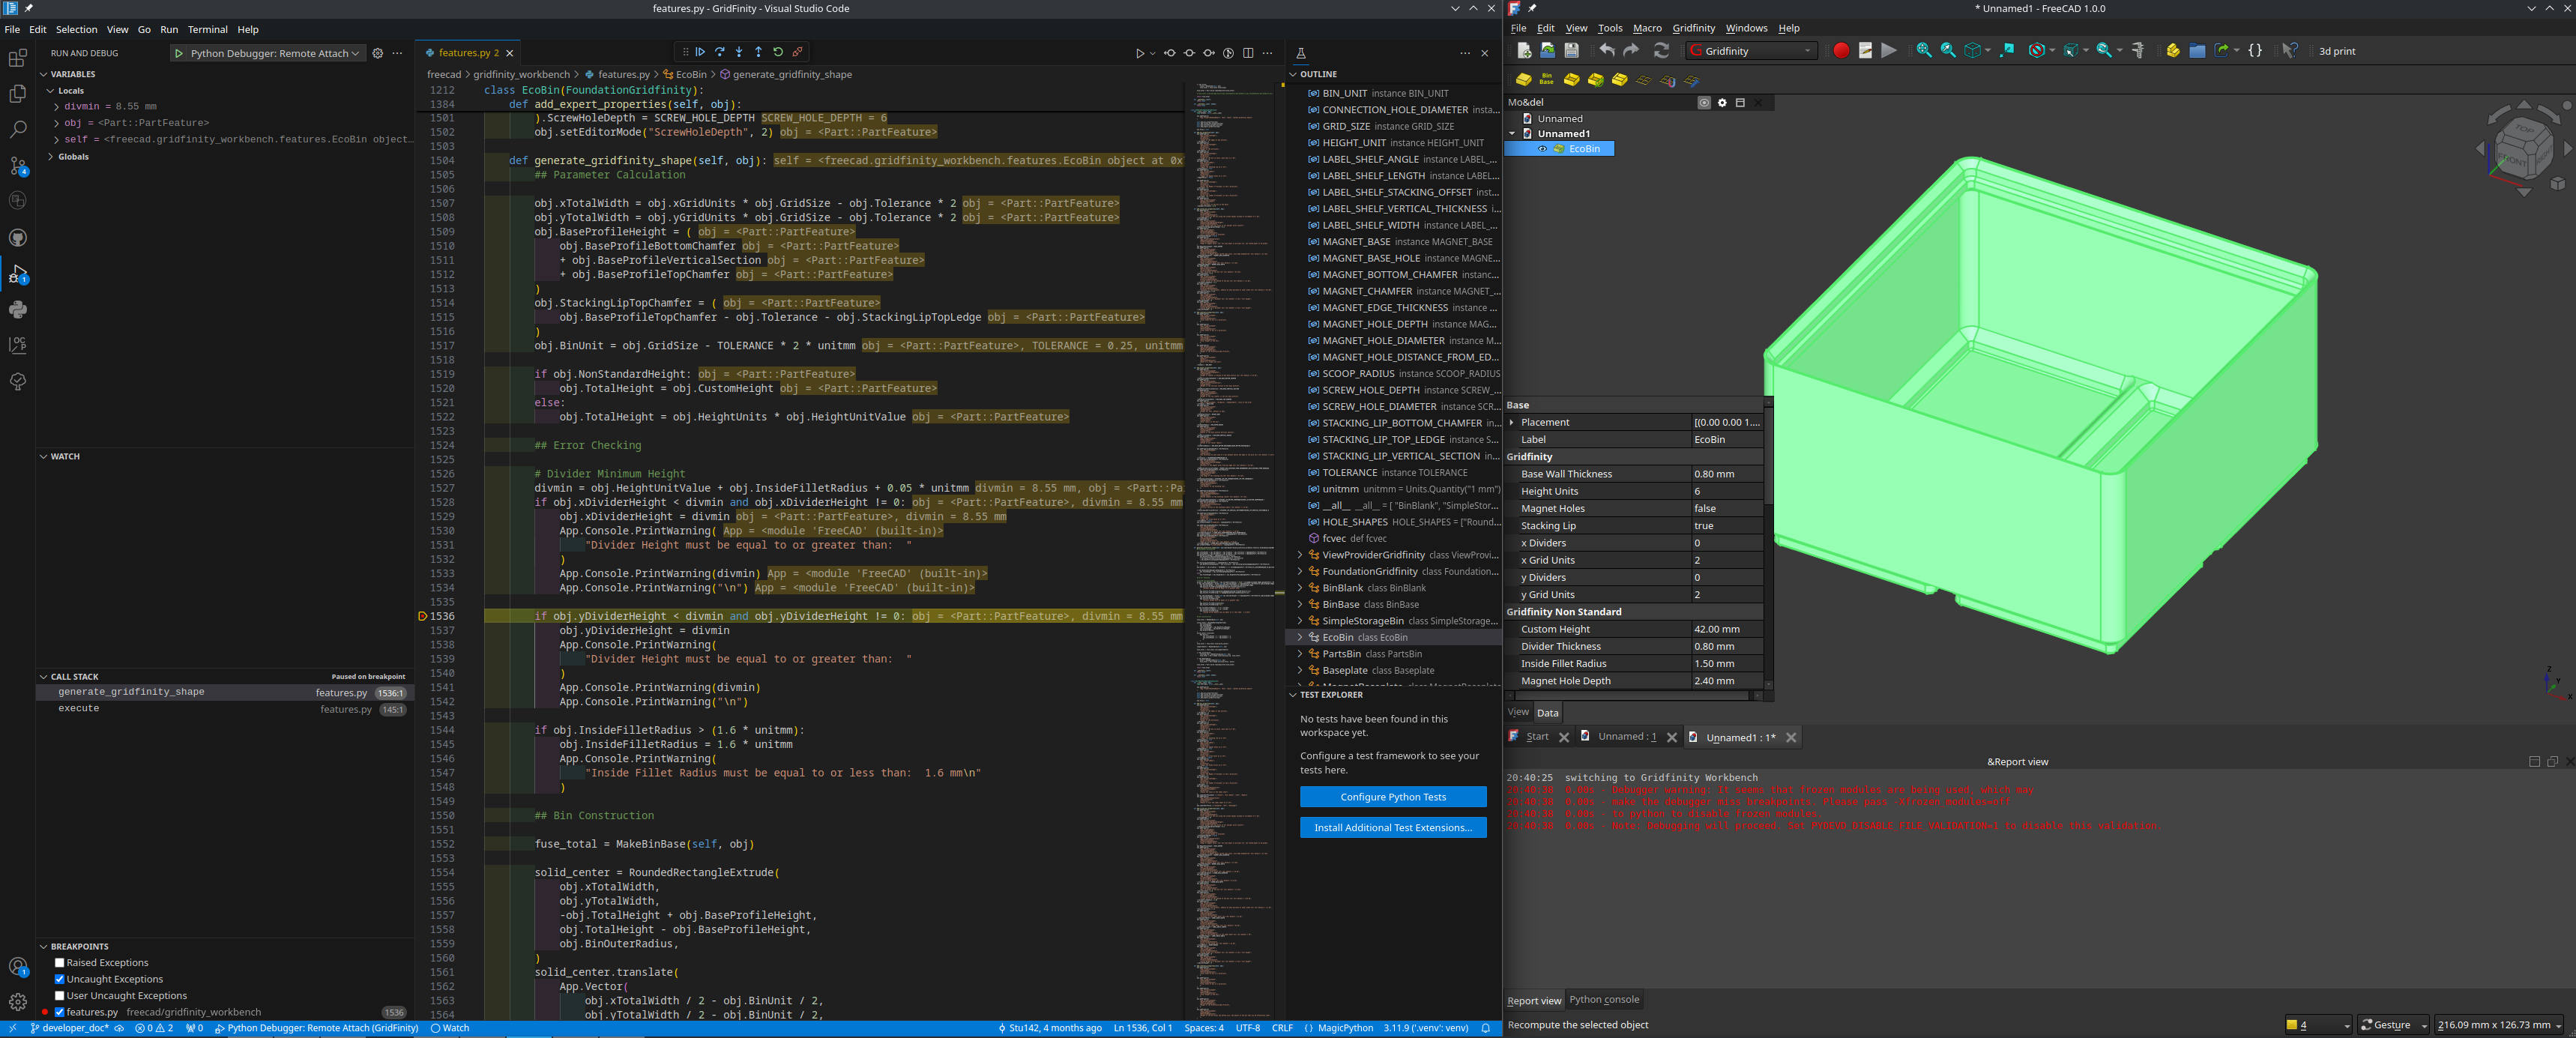 features.py - GridFinity - Visual Studio Code
File Edit Selection View Go Run Terminal Help
RUN AND DEBUG
Python Debugger: Remote Attach
VARIABLES
Locals
divmin = 8.55 mm
obj = <Part::PartFeature>
self = <freecad.gridfinity_workbench.features.EcoBin object…
Globals
WATCH
CALL STACK
Paused on breakpoint
generate_gridfinity_shape features.py 1536:1
execute features.py 145:1
BREAKPOINTS
Raised Exceptions
Uncaught Exceptions
User Uncaught Exceptions
features.py freecad/gridfinity_workbench 1536
features.py 2
freecad > gridfinity_workbench > features.py > EcoBin > generate_gridfinity_shape
1212 class EcoBin(FoundationGridfinity):
1384 def add_expert_properties(self, obj):
1501 ).ScrewHoleDepth = SCREW_HOLE_DEPTH SCREW_HOLE_DEPTH = 6
1502 obj.setEditorMode("ScrewHoleDepth", 2) obj = <Part::PartFeature>
1503
1504 def generate_gridfinity_shape(self, obj): self = <freecad.gridfinity_workbench.features.EcoBin object at 0x
1505 ## Parameter Calculation
1506
1507 obj.xTotalWidth = obj.xGridUnits * obj.GridSize - obj.Tolerance * 2 obj = <Part::PartFeature>
1508 obj.yTotalWidth = obj.yGridUnits * obj.GridSize - obj.Tolerance * 2 obj = <Part::PartFeature>
1509 obj.BaseProfileHeight = ( obj = <Part::PartFeature>
1510 obj.BaseProfileBottomChamfer obj = <Part::PartFeature>
1511 + obj.BaseProfileVerticalSection obj = <Part::PartFeature>
1512 + obj.BaseProfileTopChamfer obj = <Part::PartFeature>
1513 )
1514 obj.StackingLipTopChamfer = ( obj = <Part::PartFeature>
1515 obj.BaseProfileTopChamfer - obj.Tolerance - obj.StackingLipTopLedge obj = <Part::PartFeature>
1516 )
1517 obj.BinUnit = obj.GridSize - TOLERANCE * 2 * unitmm obj = <Part::PartFeature>, TOLERANCE = 0.25, unitmm
1518
1519 if obj.NonStandardHeight: obj = <Part::PartFeature>
1520 obj.TotalHeight = obj.CustomHeight obj = <Part::PartFeature>
1521 else:
1522 obj.TotalHeight = obj.HeightUnits * obj.HeightUnitValue obj = <Part::PartFeature>
1523
1524 ## Error Checking
1525
1526 # Divider Minimum Height
1527 divmin = obj.HeightUnitValue + obj.InsideFilletRadius + 0.05 * unitmm divmin = 8.55 mm, obj = <Part::Pa
1528 if obj.xDividerHeight < divmin and obj.xDividerHeight != 0: obj = <Part::PartFeature>, divmin = 8.55 mm
1529 obj.xDividerHeight = divmin obj = <Part::PartFeature>, divmin = 8.55 mm
1530 App.Console.PrintWarning( App = <module 'FreeCAD' (built-in)>
1531 "Divider Height must be equal to or greater than:  "
1532 )
1533 App.Console.PrintWarning(divmin) App = <module 'FreeCAD' (built-in)>
1534 App.Console.PrintWarning("\n") App = <module 'FreeCAD' (built-in)>
1535
1536 if obj.yDividerHeight < divmin and obj.yDividerHeight != 0: obj = <Part::PartFeature>, divmin = 8.55 mm
1537 obj.yDividerHeight = divmin
1538 App.Console.PrintWarning(
1539 "Divider Height must be equal to or greater than:  "
1540 )
1541 App.Console.PrintWarning(divmin)
1542 App.Console.PrintWarning("\n")
1543
1544 if obj.InsideFilletRadius > (1.6 * unitmm):
1545 obj.InsideFilletRadius = 1.6 * unitmm
1546 App.Console.PrintWarning(
1547 "Inside Fillet Radius must be equal to or less than:  1.6 mm\n"
1548 )
1549
1550 ## Bin Construction
1551
1552 fuse_total = MakeBinBase(self, obj)
1553
1554 solid_center = RoundedRectangleExtrude(
1555 obj.xTotalWidth,
1556 obj.yTotalWidth,
1557 -obj.TotalHeight + obj.BaseProfileHeight,
1558 obj.TotalHeight - obj.BaseProfileHeight,
1559 obj.BinOuterRadius,
1560 )
1561 solid_center.translate(
1562 App.Vector(
1563 obj.xTotalWidth / 2 - obj.BinUnit / 2,
1564 obj.yTotalWidth / 2 - obj.BinUnit / 2,
OUTLINE
BIN_UNIT instance BIN_UNIT
CONNECTION_HOLE_DIAMETER insta…
GRID_SIZE instance GRID_SIZE
HEIGHT_UNIT instance HEIGHT_UNIT
LABEL_SHELF_ANGLE instance LABEL_…
LABEL_SHELF_LENGTH instance LABEL…
LABEL_SHELF_STACKING_OFFSET inst…
LABEL_SHELF_VERTICAL_THICKNESS i…
LABEL_SHELF_WIDTH instance LABEL_…
MAGNET_BASE instance MAGNET_BASE
MAGNET_BASE_HOLE instance MAGNE…
MAGNET_BOTTOM_CHAMFER instanc…
MAGNET_CHAMFER instance MAGNET_…
MAGNET_EDGE_THICKNESS instance …
MAGNET_HOLE_DEPTH instance MAG…
MAGNET_HOLE_DIAMETER instance M…
MAGNET_HOLE_DISTANCE_FROM_ED…
SCOOP_RADIUS instance SCOOP_RADIUS
SCREW_HOLE_DEPTH instance SCREW_…
SCREW_HOLE_DIAMETER instance SCR…
STACKING_LIP_BOTTOM_CHAMFER in…
STACKING_LIP_TOP_LEDGE instance S…
STACKING_LIP_VERTICAL_SECTION in…
TOLERANCE instance TOLERANCE
unitmm unitmm = Units.Quantity("1 mm")
__all__ __all__ = [ "BinBlank", "SimpleStor…
HOLE_SHAPES HOLE_SHAPES = ["Round…
fcvec def fcvec
ViewProviderGridfinity class ViewProvi…
FoundationGridfinity class Foundation…
BinBlank class BinBlank
BinBase class BinBase
SimpleStorageBin class SimpleStorage…
EcoBin class EcoBin
PartsBin class PartsBin
Baseplate class Baseplate
TEST EXPLORER
No tests have been found in this
workspace yet.
Configure a test framework to see your
tests here.
Configure Python Tests
Install Additional Test Extensions…
developer_doc* 0 2 0 Python Debugger: Remote Attach (GridFinity) Watch
Stu142, 4 months ago Ln 1536, Col 1 Spaces: 4 UTF-8 CRLF { } MagicPython 3.11.9 ('.venv': venv)
* Unnamed1 - FreeCAD 1.0.0
File Edit View Tools Macro Gridfinity Windows Help
Gridfinity
3d print
Bin Base
Mo&del
Unnamed
Unnamed1
EcoBin
TOP
FRONT
Base
Placement [(0.00 0.00 1.…
Label EcoBin
Gridfinity
Base Wall Thickness 0.80 mm
Height Units 6
Magnet Holes false
Stacking Lip true
x Dividers 0
x Grid Units 2
y Dividers 0
y Grid Units 2
Gridfinity Non Standard
Custom Height 42.00 mm
Divider Thickness 0.80 mm
Inside Fillet Radius 1.50 mm
Magnet Hole Depth 2.40 mm
View Data
Start Unnamed : 1 Unnamed1 : 1*
&Report view
20:40:25 switching to Gridfinity Workbench
20:40:38 0.00s - Debugger warning: It seems that frozen modules are being used, which may
20:40:38 0.00s - make the debugger miss breakpoints. Please pass -Xfrozen_modules=off
20:40:38 0.00s - to python to disable frozen modules.
20:40:38 0.00s - Note: Debugging will proceed. Set PYDEVD_DISABLE_FILE_VALIDATION=1 to disable this validation.
Report view Python console
Recompute the selected object
4 Gesture 216.09 mm x 126.73 mm